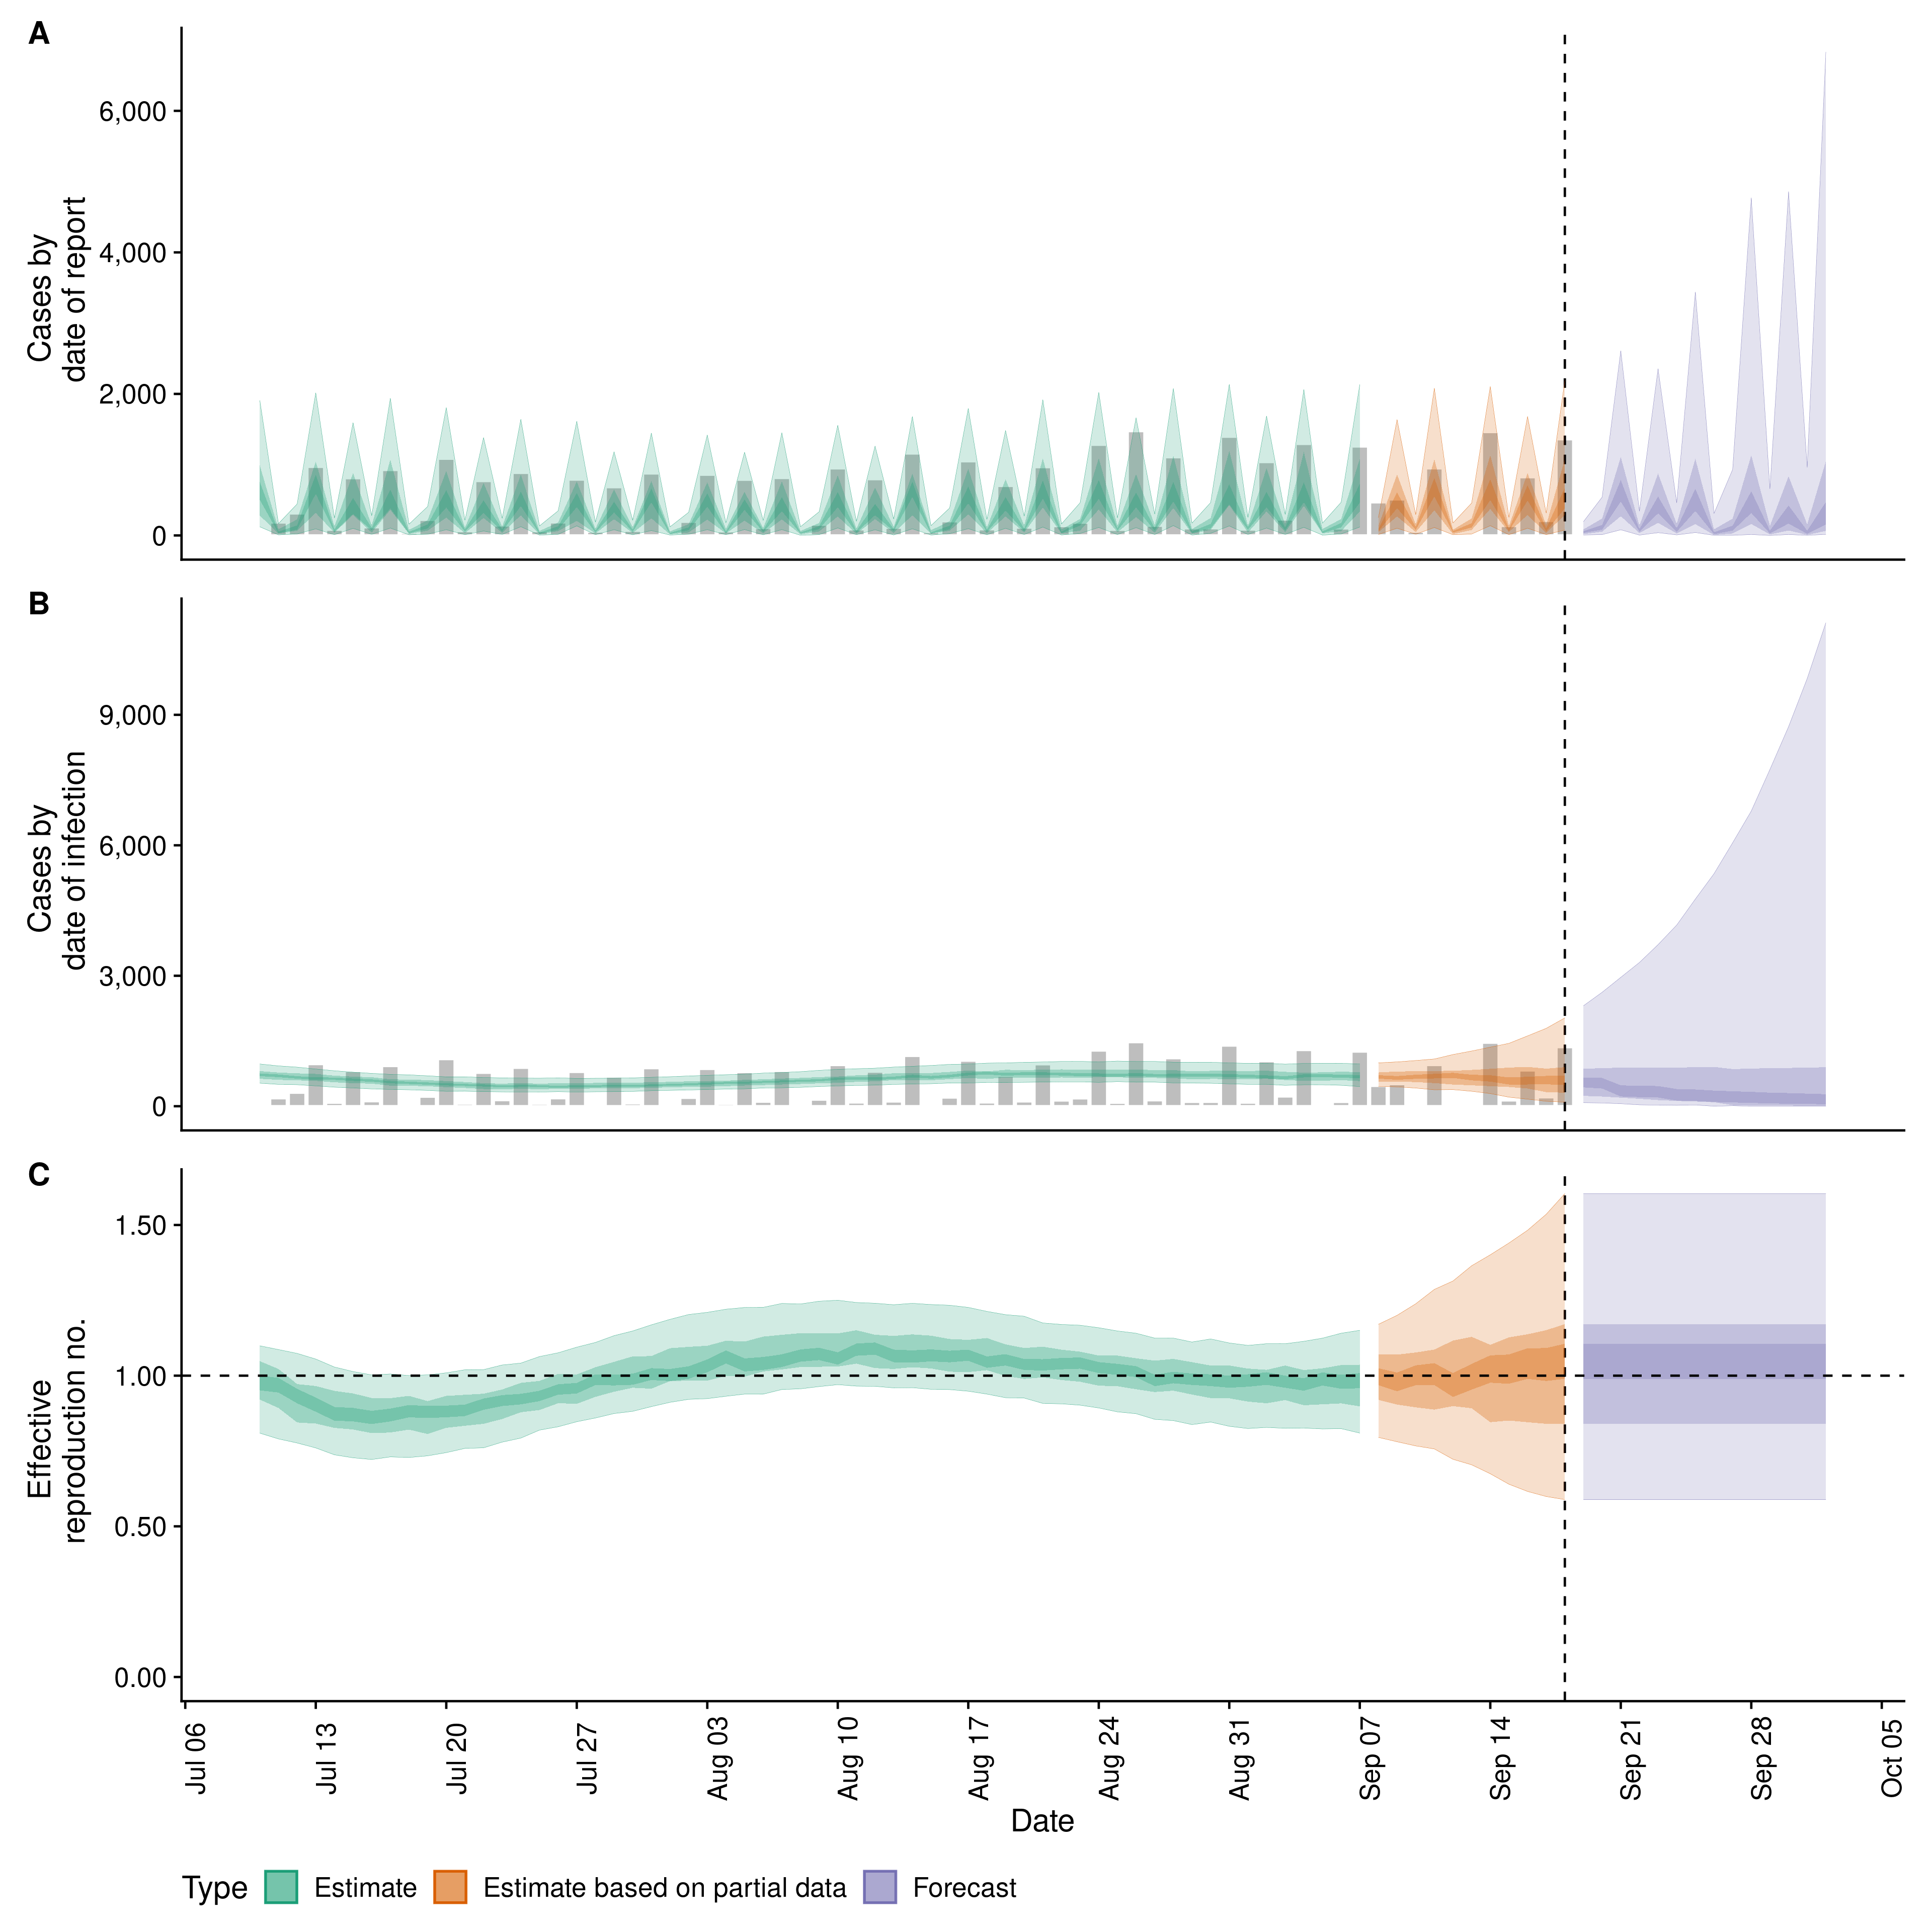 A
Cases by
date of report
6,000
4,000
2,000
0
B
Cases by
date of infection
9,000
6,000
3,000
0
C
Effective
reproduction no.
1.50
1.00
0.50
0.00
Jul 06
Jul 13
Jul 20
Jul 27
Aug 03
Aug 10
Aug 17
Aug 24
Aug 31
Sep 07
Sep 14
Sep 21
Sep 28
Oct 05
Date
Type Estimate Estimate based on partial data Forecast